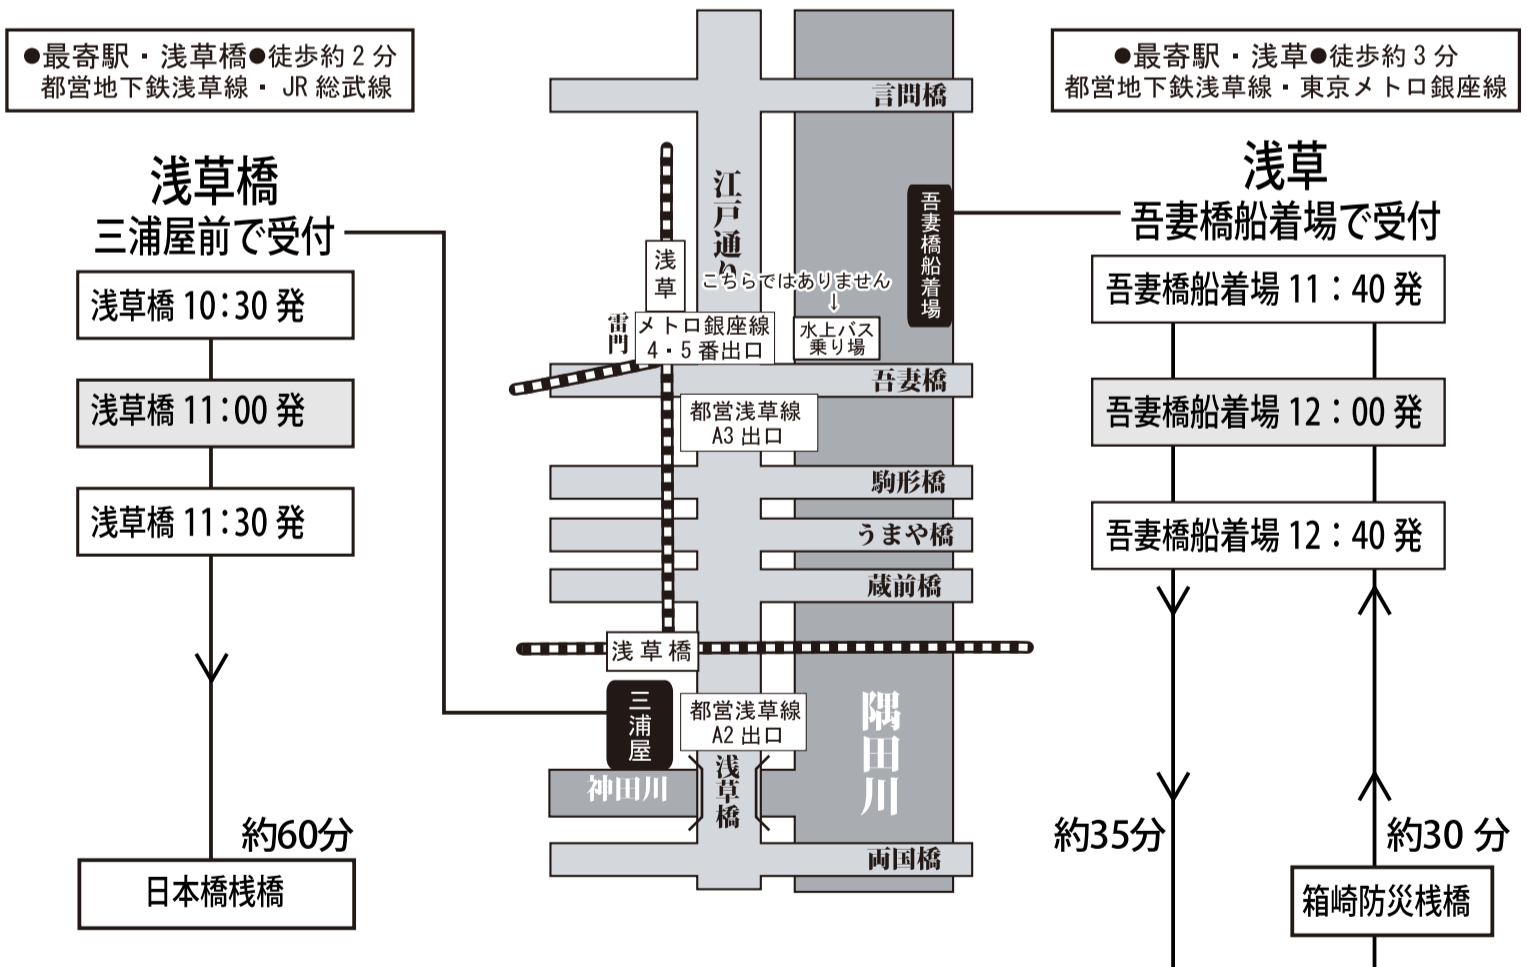 ●最寄駅・浅草橋●徒歩約2分
都営地下鉄浅草線・JR総武線
浅草橋
三浦屋前で受付
浅草橋 10:30 発
浅草橋 11:00 発
浅草橋 11:30 発
約60分
日本橋桟橋
言問橋
江戸通り
吾妻橋船着場
浅草
こちらではありません
↓
雷門
メトロ銀座線
4・5番出口
水上バス
乗り場
吾妻橋
都営浅草線
A3出口
駒形橋
うまや橋
蔵前橋
浅草橋
三浦屋
都営浅草線
A2出口
隅田川
神田川
浅草橋
両国橋
●最寄駅・浅草●徒歩約3分
都営地下鉄浅草線・東京メトロ銀座線
浅草
吾妻橋船着場で受付
吾妻橋船着場 11:40 発
吾妻橋船着場 12:00 発
吾妻橋船着場 12:40 発
約35分
約30分
箱崎防災桟橋